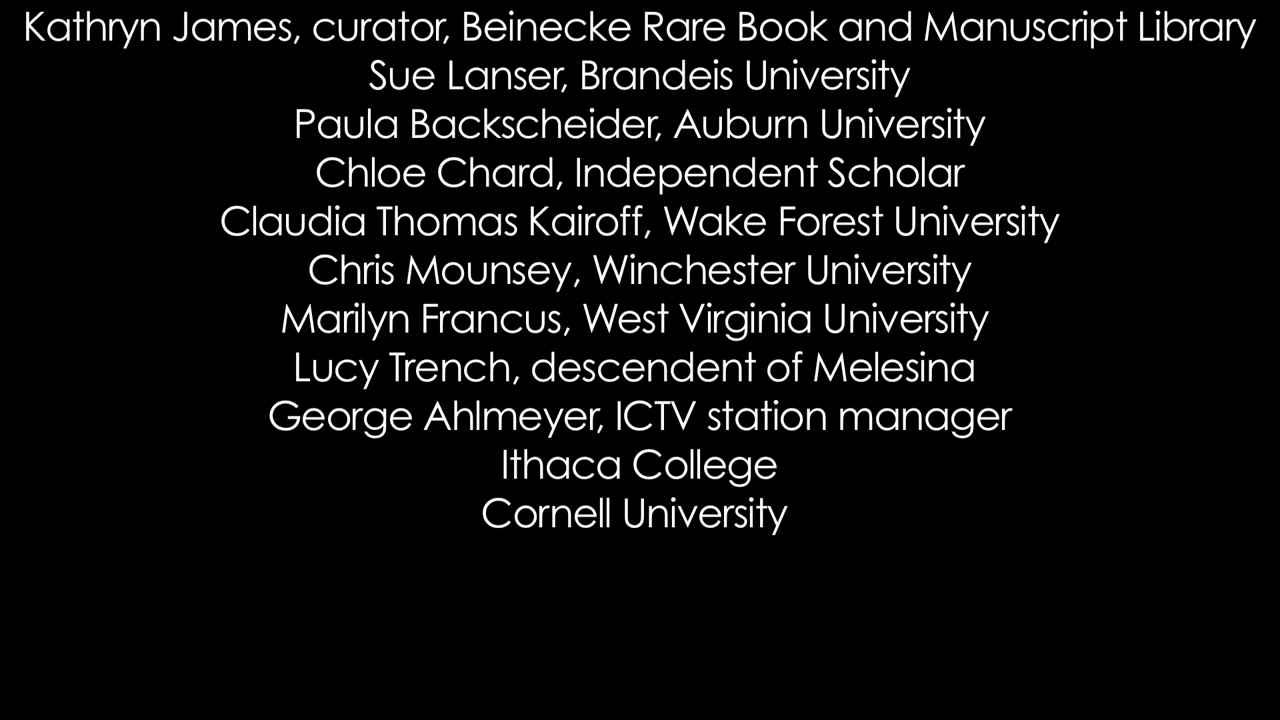 Kathryn James, curator, Beinecke Rare Book and Manuscript Library
Sue Lanser, Brandeis University
Paula Backscheider, Auburn University
Chloe Chard, Independent Scholar
Claudia Thomas Kairoff, Wake Forest University
Chris Mounsey, Winchester University
Marilyn Francus, West Virginia University
Lucy Trench, descendent of Melesina
George Ahlmeyer, ICTV station manager
Ithaca College
Cornell University